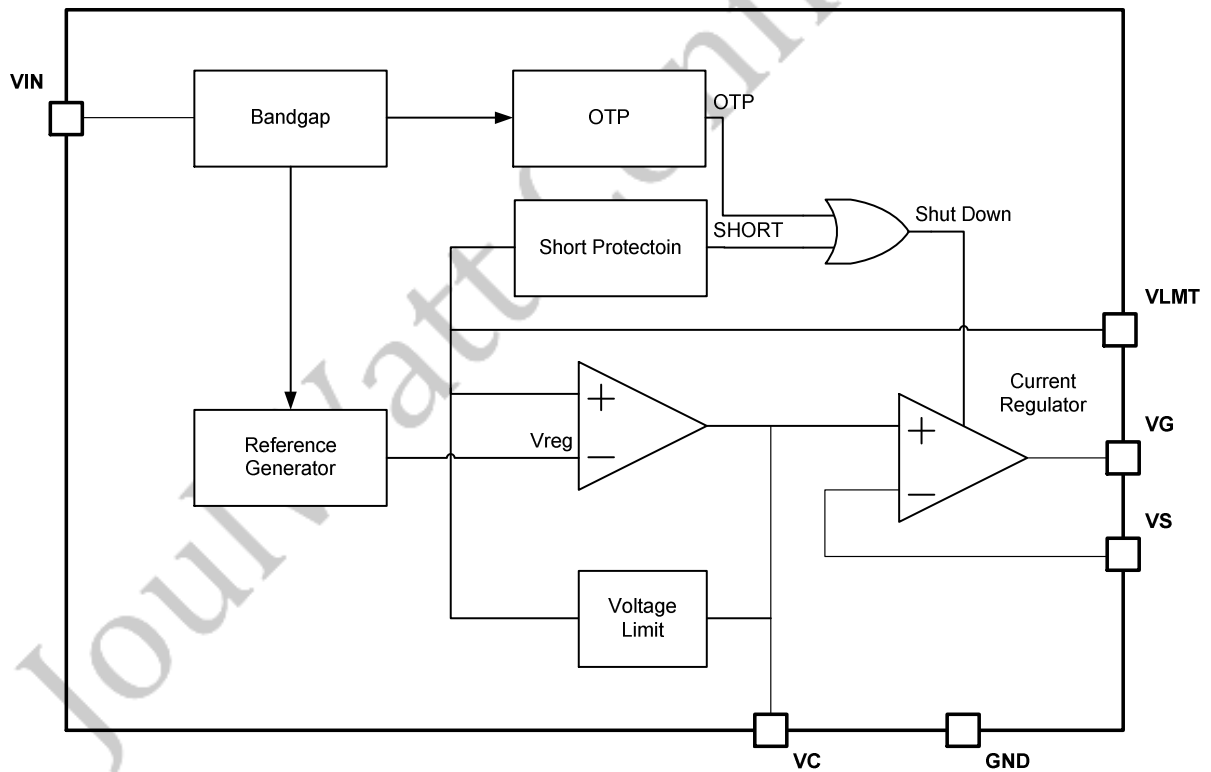 VIN
Bandgap
OTP
OTP
Short Protectoin
SHORT
Shut Down
VLMT
Current
Regulator
Reference
Generator
Vreg
+
−
+
−
VG
VS
Voltage
Limit
VC
GND